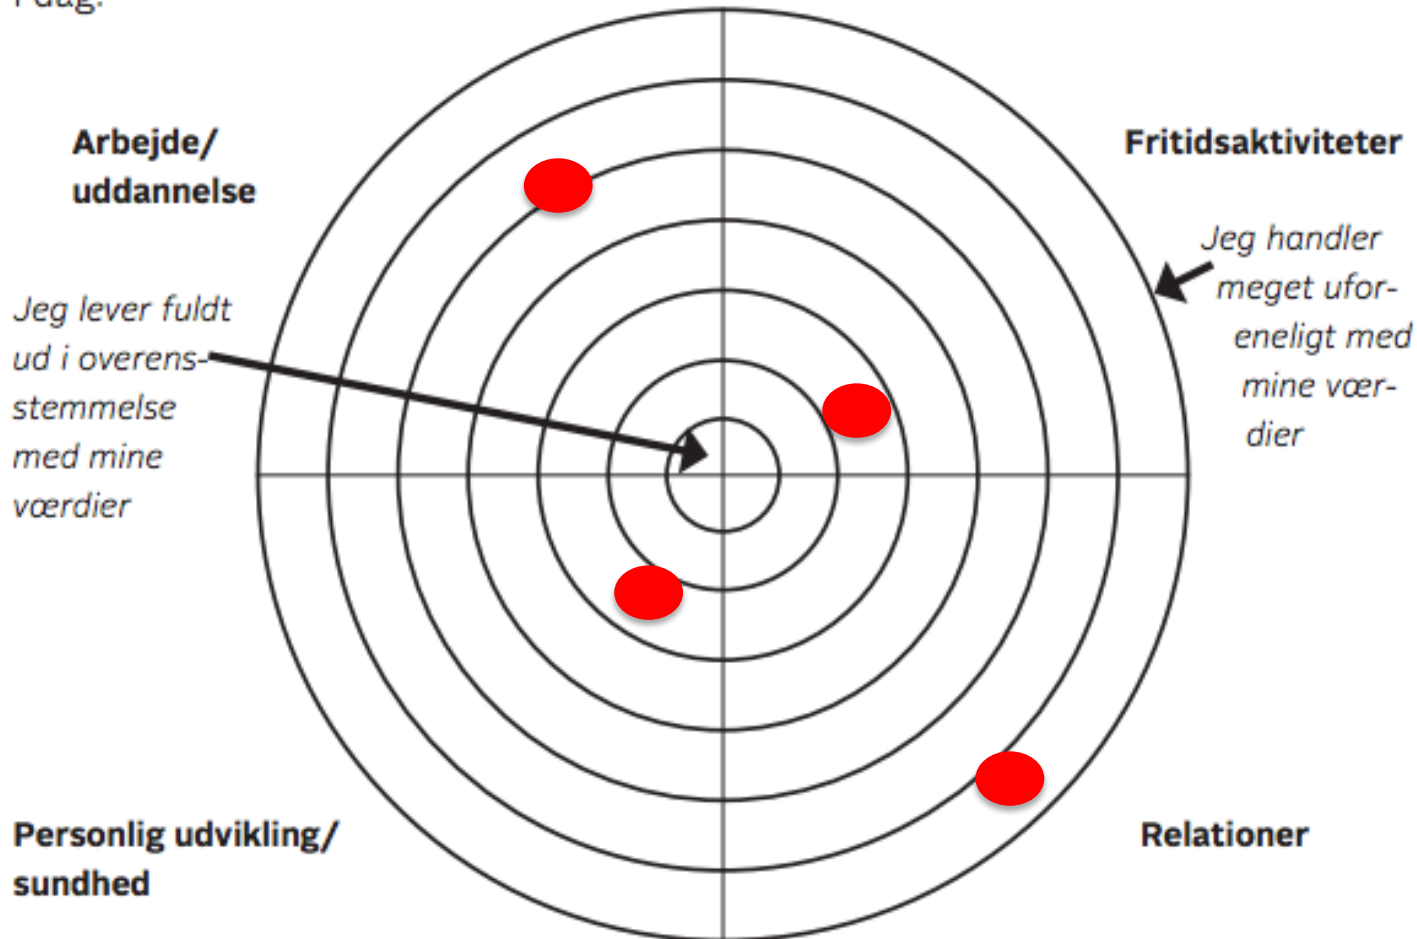 i dag.
Arbejde/
uddannelse
Fritidsaktiviteter
Jeg handler
meget ufor-
eneligt med
mine vær-
dier
Jeg lever fuldt
ud i overens-
stemmelse
med mine
værdier
Personlig udvikling/
sundhed
Relationer